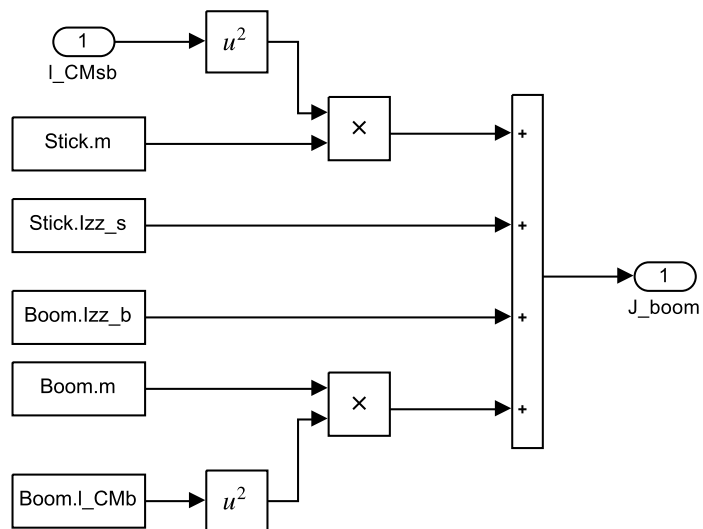 1
u²
l_CMsb
Stick.m
×
+
Stick.Izz_s
+
1
J_boom
Boom.Izz_b
+
Boom.m
×
+
Boom.l_CMb
u²